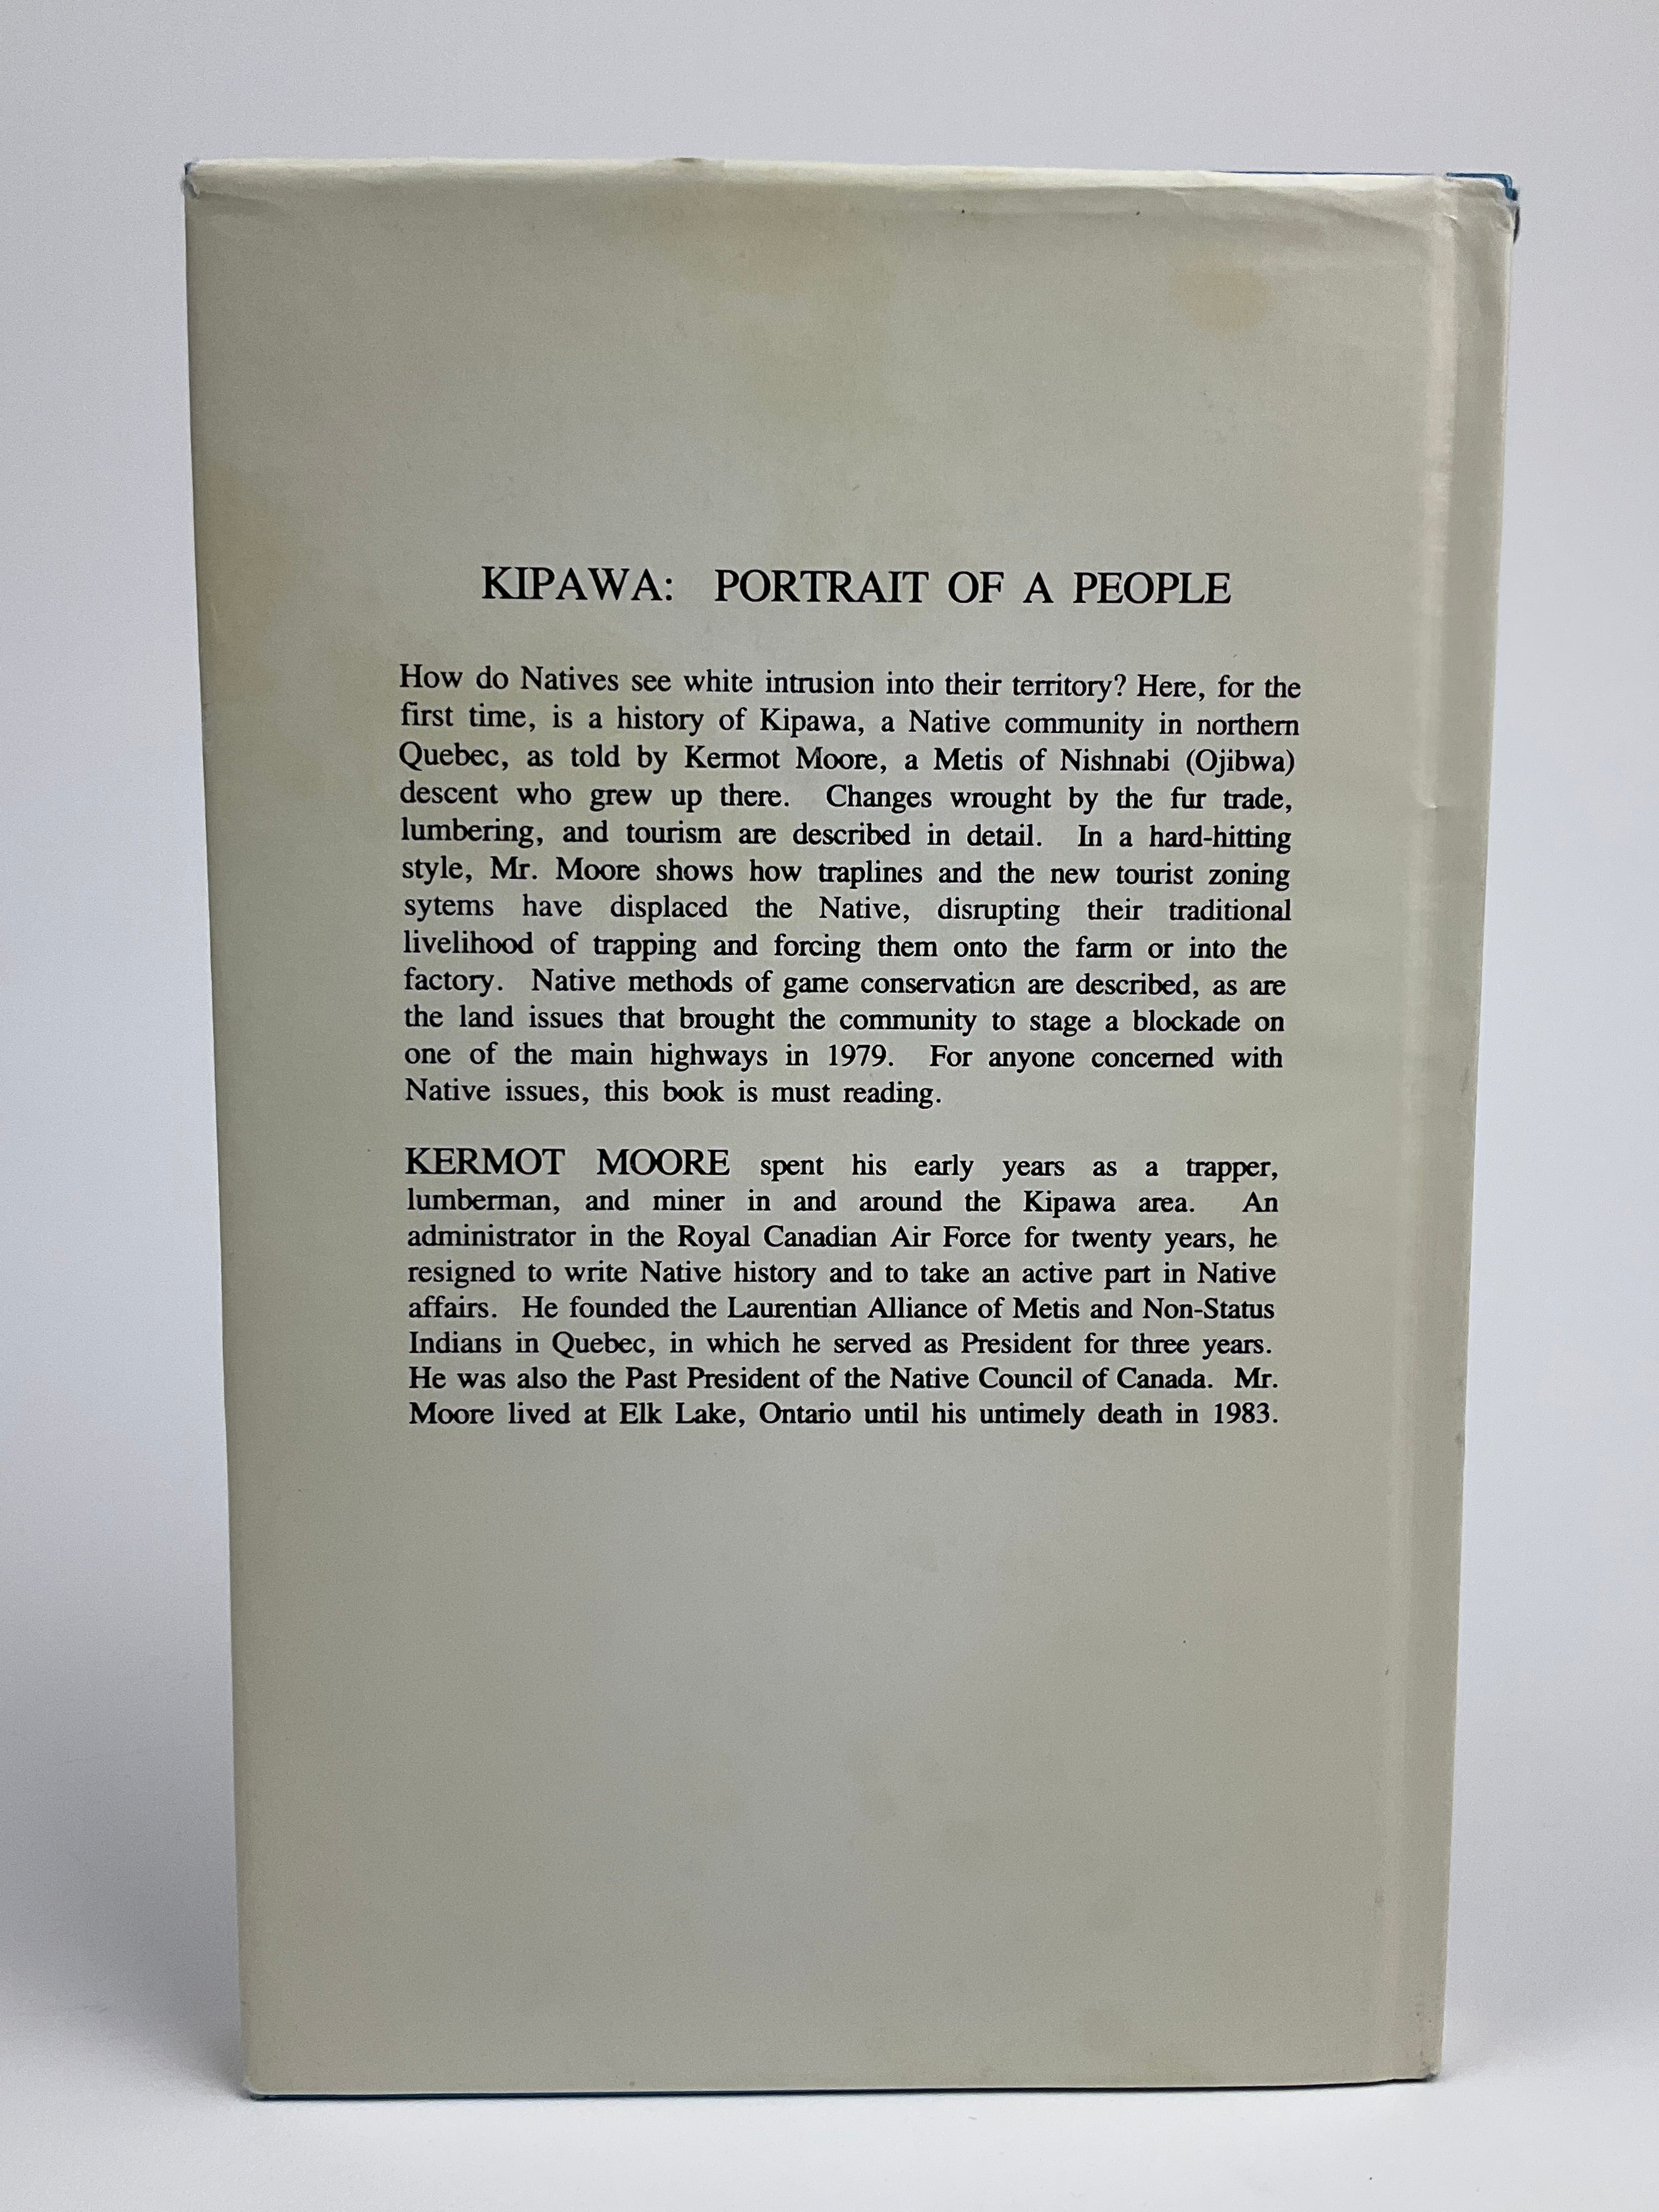 KIPAWA: PORTRAIT OF A PEOPLE
How do Natives see white intrusion into their territory? Here, for the
first time, is a history of Kipawa, a Native community in northern
Quebec, as told by Kermot Moore, a Metis of Nishnabi (Ojibwa)
descent who grew up there. Changes wrought by the fur trade,
lumbering, and tourism are described in detail. In a hard-hitting
style, Mr. Moore shows how traplines and the new tourist zoning
sytems have displaced the Native, disrupting their traditional
livelihood of trapping and forcing them onto the farm or into the
factory. Native methods of game conservation are described, as are
the land issues that brought the community to stage a blockade on
one of the main highways in 1979. For anyone concerned with
Native issues, this book is must reading.
KERMOT MOORE spent his early years as a trapper,
lumberman, and miner in and around the Kipawa area. An
administrator in the Royal Canadian Air Force for twenty years, he
resigned to write Native history and to take an active part in Native
affairs. He founded the Laurentian Alliance of Metis and Non-Status
Indians in Quebec, in which he served as President for three years.
He was also the Past President of the Native Council of Canada. Mr.
Moore lived at Elk Lake, Ontario until his untimely death in 1983.